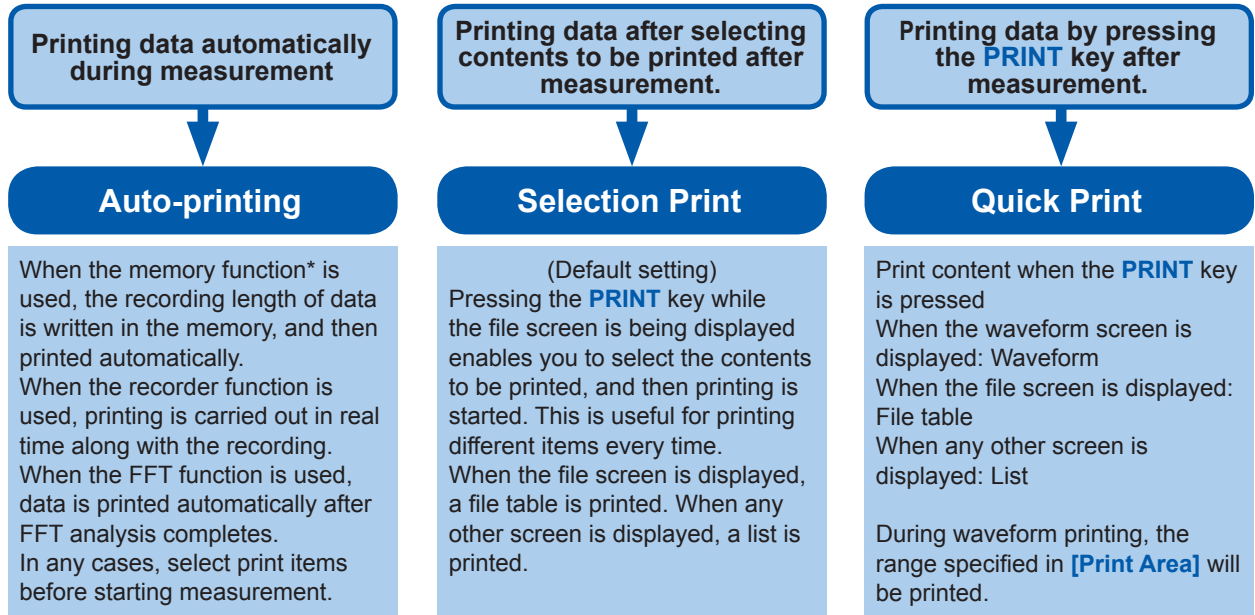 Printing data automatically
during measurement
Auto-printing
When the memory function* is
used, the recording length of data
is written in the memory, and then
printed automatically.
When the recorder function is
used, printing is carried out in real
time along with the recording.
When the FFT function is used,
data is printed automatically after
FFT analysis completes.
In any cases, select print items
before starting measurement.
Printing data after selecting
contents to be printed after
measurement.
Selection Print
(Default setting)
Pressing the PRINT key while
the file screen is being displayed
enables you to select the contents
to be printed, and then printing is
started. This is useful for printing
different items every time.
When the file screen is displayed,
a file table is printed. When any
other screen is displayed, a list is
printed.
Printing data by pressing
the PRINT key after
measurement.
Quick Print
Print content when the PRINT key
is pressed
When the waveform screen is
displayed: Waveform
When the file screen is displayed:
File table
When any other screen is
displayed: List
During waveform printing, the
range specified in [Print Area] will
be printed.